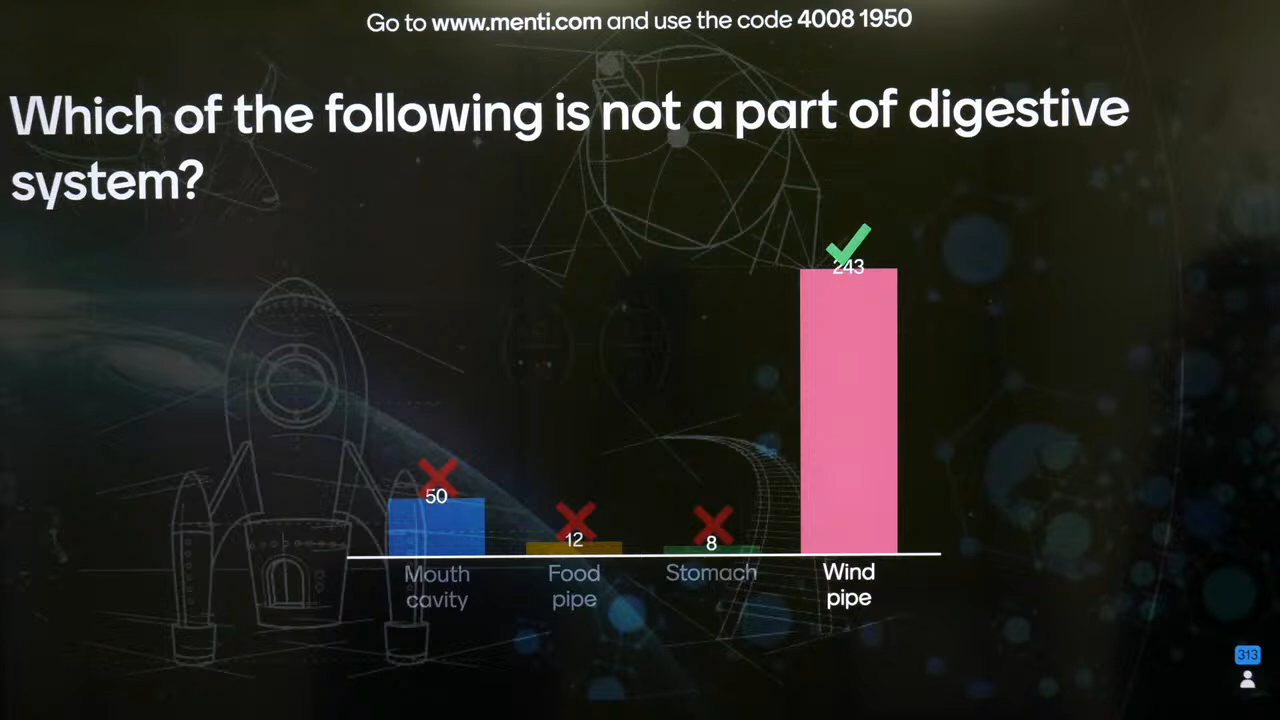 Go to www.menti.com and use the code 4008 1950
Which of the following is not a part of digestive
system?
243
50
12
8
Mouth
cavity
Food
pipe
Stomach
Wind
pipe
313